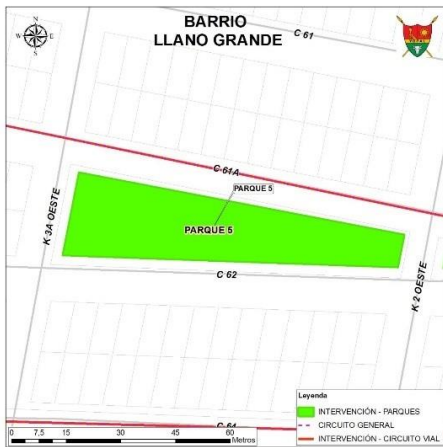 BARRIO
LLANO GRANDE
N
W E
S
C 61
C 61A
PARQUE 5
K 3A OESTE
PARQUE 5
C 62
K 2 OESTE
Leyenda
INTERVENCIÓN - PARQUES
CIRCUITO GENERAL
INTERVENCIÓN - CIRCUITO VIAL
0 7,5 15 30 45 60
Metros